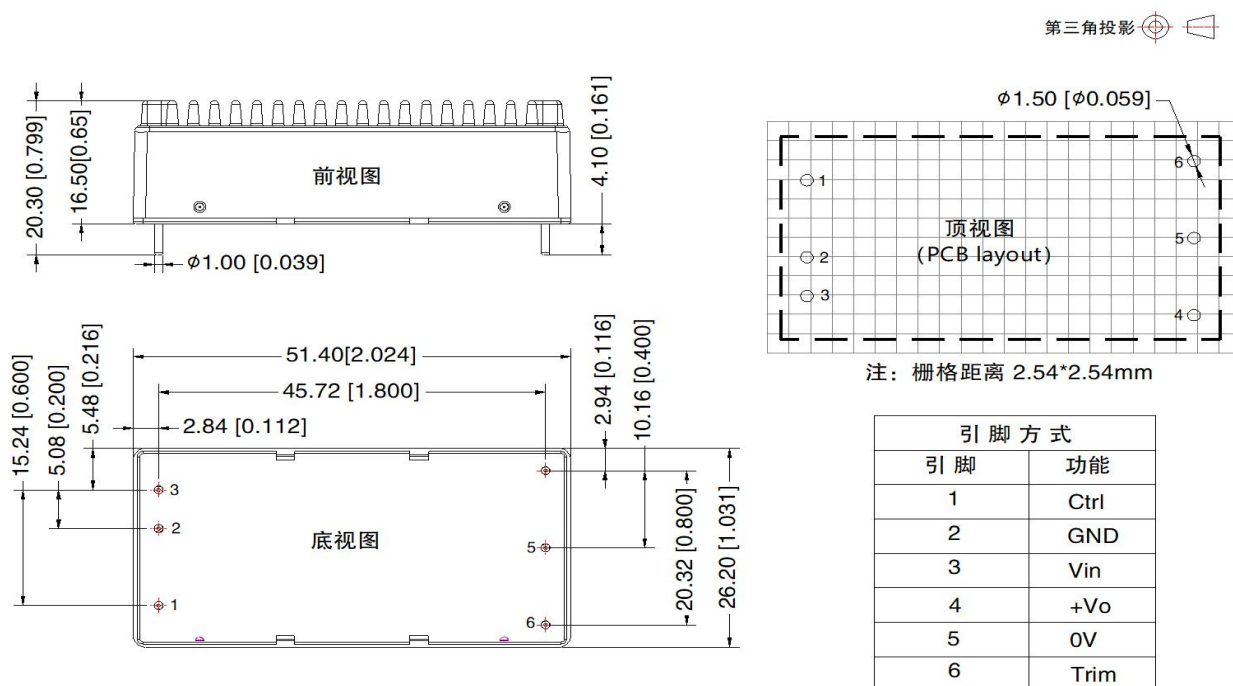 第三角投影
20.30 [0.799]
16.50[0.65]
4.10 [0.161]
前视图
ϕ1.00 [0.039]
ϕ1.50 [ϕ0.059]
1
2
3
6
5
4
顶视图
(PCB layout)
注：栅格距离 2.54*2.54mm
51.40[2.024]
45.72 [1.800]
2.84 [0.112]
15.24 [0.600]
5.08 [0.200]
5.48 [0.216]
2.94 [0.116]
10.16 [0.400]
20.32 [0.800]
26.20 [1.031]
3
2
1
5
6
底视图
引 脚 方 式
引 脚 功能
1 Ctrl
2 GND
3 Vin
4 +Vo
5 0V
6 Trim